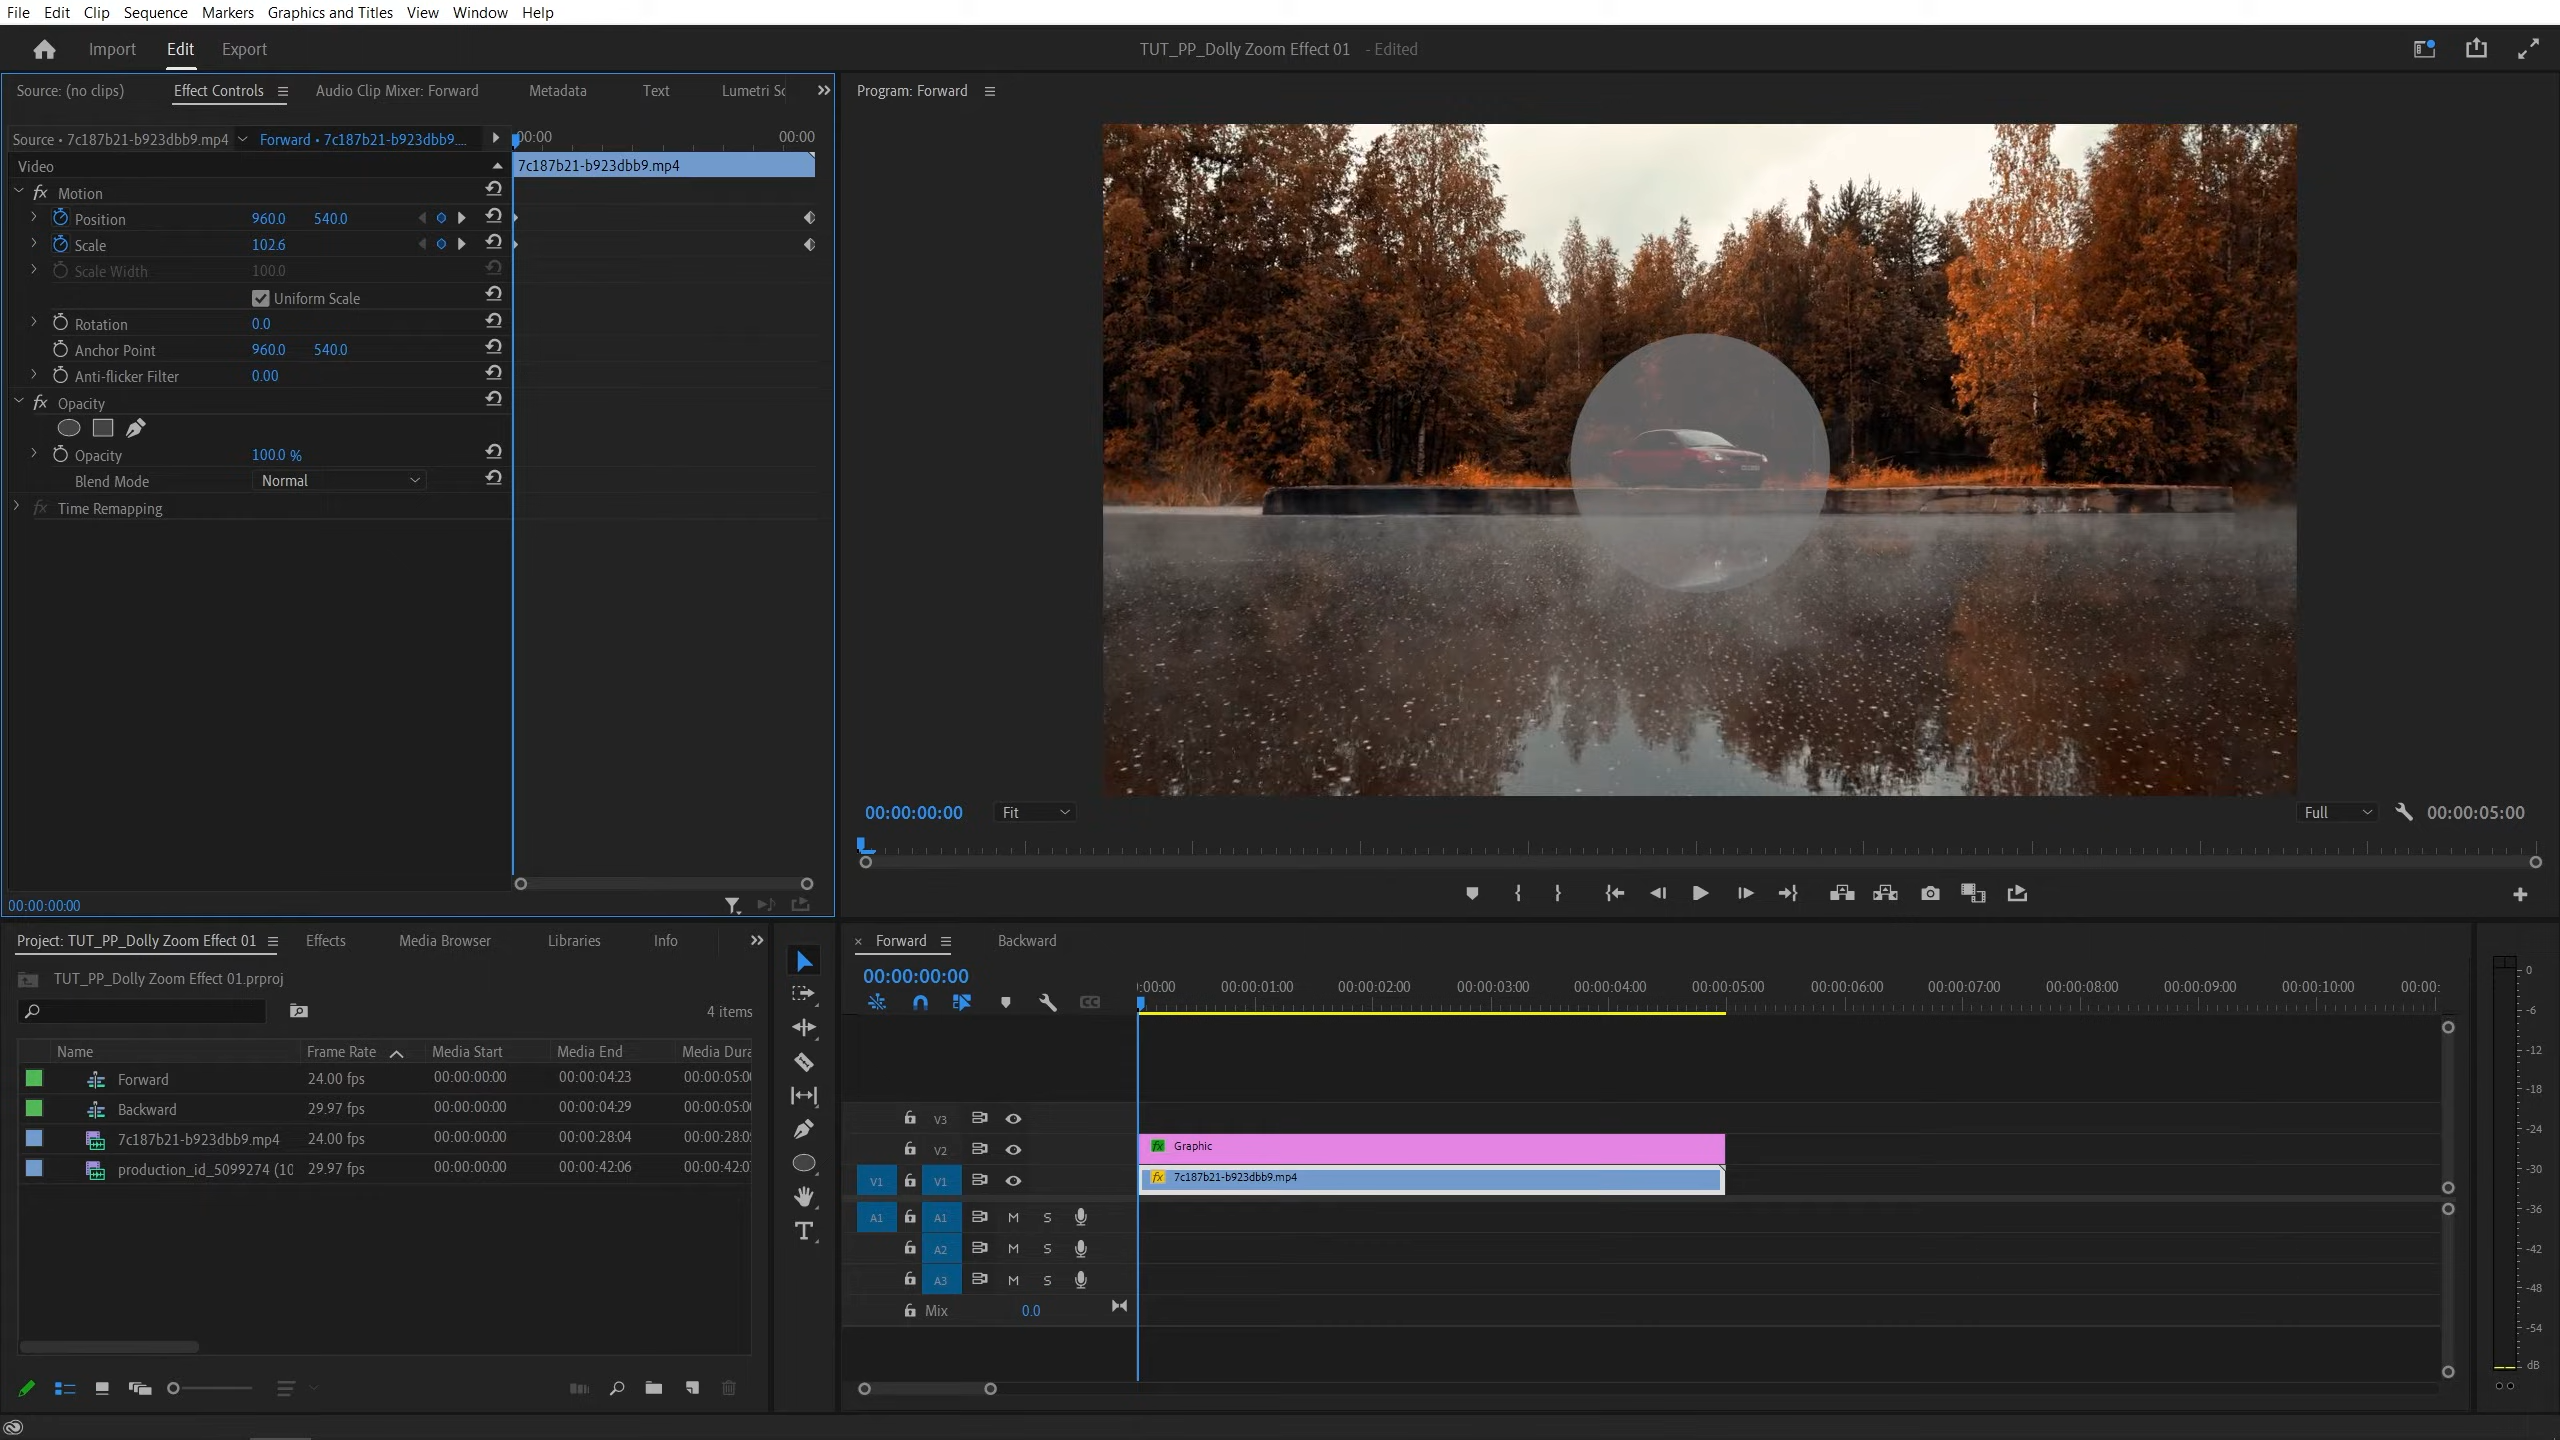 File Edit Clip Sequence Markers Graphics and Titles View Window Help
Import Edit Export
TUT_PP_Dolly Zoom Effect 01 - Edited
Source: (no clips) Effect Controls Audio Clip Mixer: Forward Metadata Text Lumetri Sc
Source • 7c187b21-b923dbb9.mp4 Forward • 7c187b21-b923dbb9....
00:00 00:00
Video
7c187b21-b923dbb9.mp4
fx Motion
Position 960.0 540.0
Scale 102.6
Scale Width 100.0
Uniform Scale
Rotation 0.0
Anchor Point 960.0 540.0
Anti-flicker Filter 0.00
fx Opacity
Opacity 100.0 %
Blend Mode Normal
fx Time Remapping
00:00:00:00
Program: Forward
00:00:00:00 Fit Full 00:00:05:00
Project: TUT_PP_Dolly Zoom Effect 01 Effects Media Browser Libraries Info
TUT_PP_Dolly Zoom Effect 01.prproj
4 items
Name Frame Rate Media Start Media End Media Dura
Forward 24.00 fps 00:00:00:00 00:00:04:23 00:00:05:0
Backward 29.97 fps 00:00:00:00 00:00:04:29 00:00:05:0
7c187b21-b923dbb9.mp4 24.00 fps 00:00:00:00 00:00:28:04 00:00:28:0
production_id_5099274 (10 29.97 fps 00:00:00:00 00:00:42:06 00:00:42:0
× Forward Backward
00:00:00:00
:00:00 00:00:01:00 00:00:02:00 00:00:03:00 00:00:04:00 00:00:05:00 00:00:06:00 00:00:07:00 00:00:08:00 00:00:09:00 00:00:10:00 00:00:
CC
V3
V2 fx Graphic
V1 V1 fx 7c187b21-b923dbb9.mp4
A1 A1 M S
A2 M S
A3 M S
Mix 0.0
T
0
-6
-12
-18
-24
-30
-36
-42
-48
-54
dB